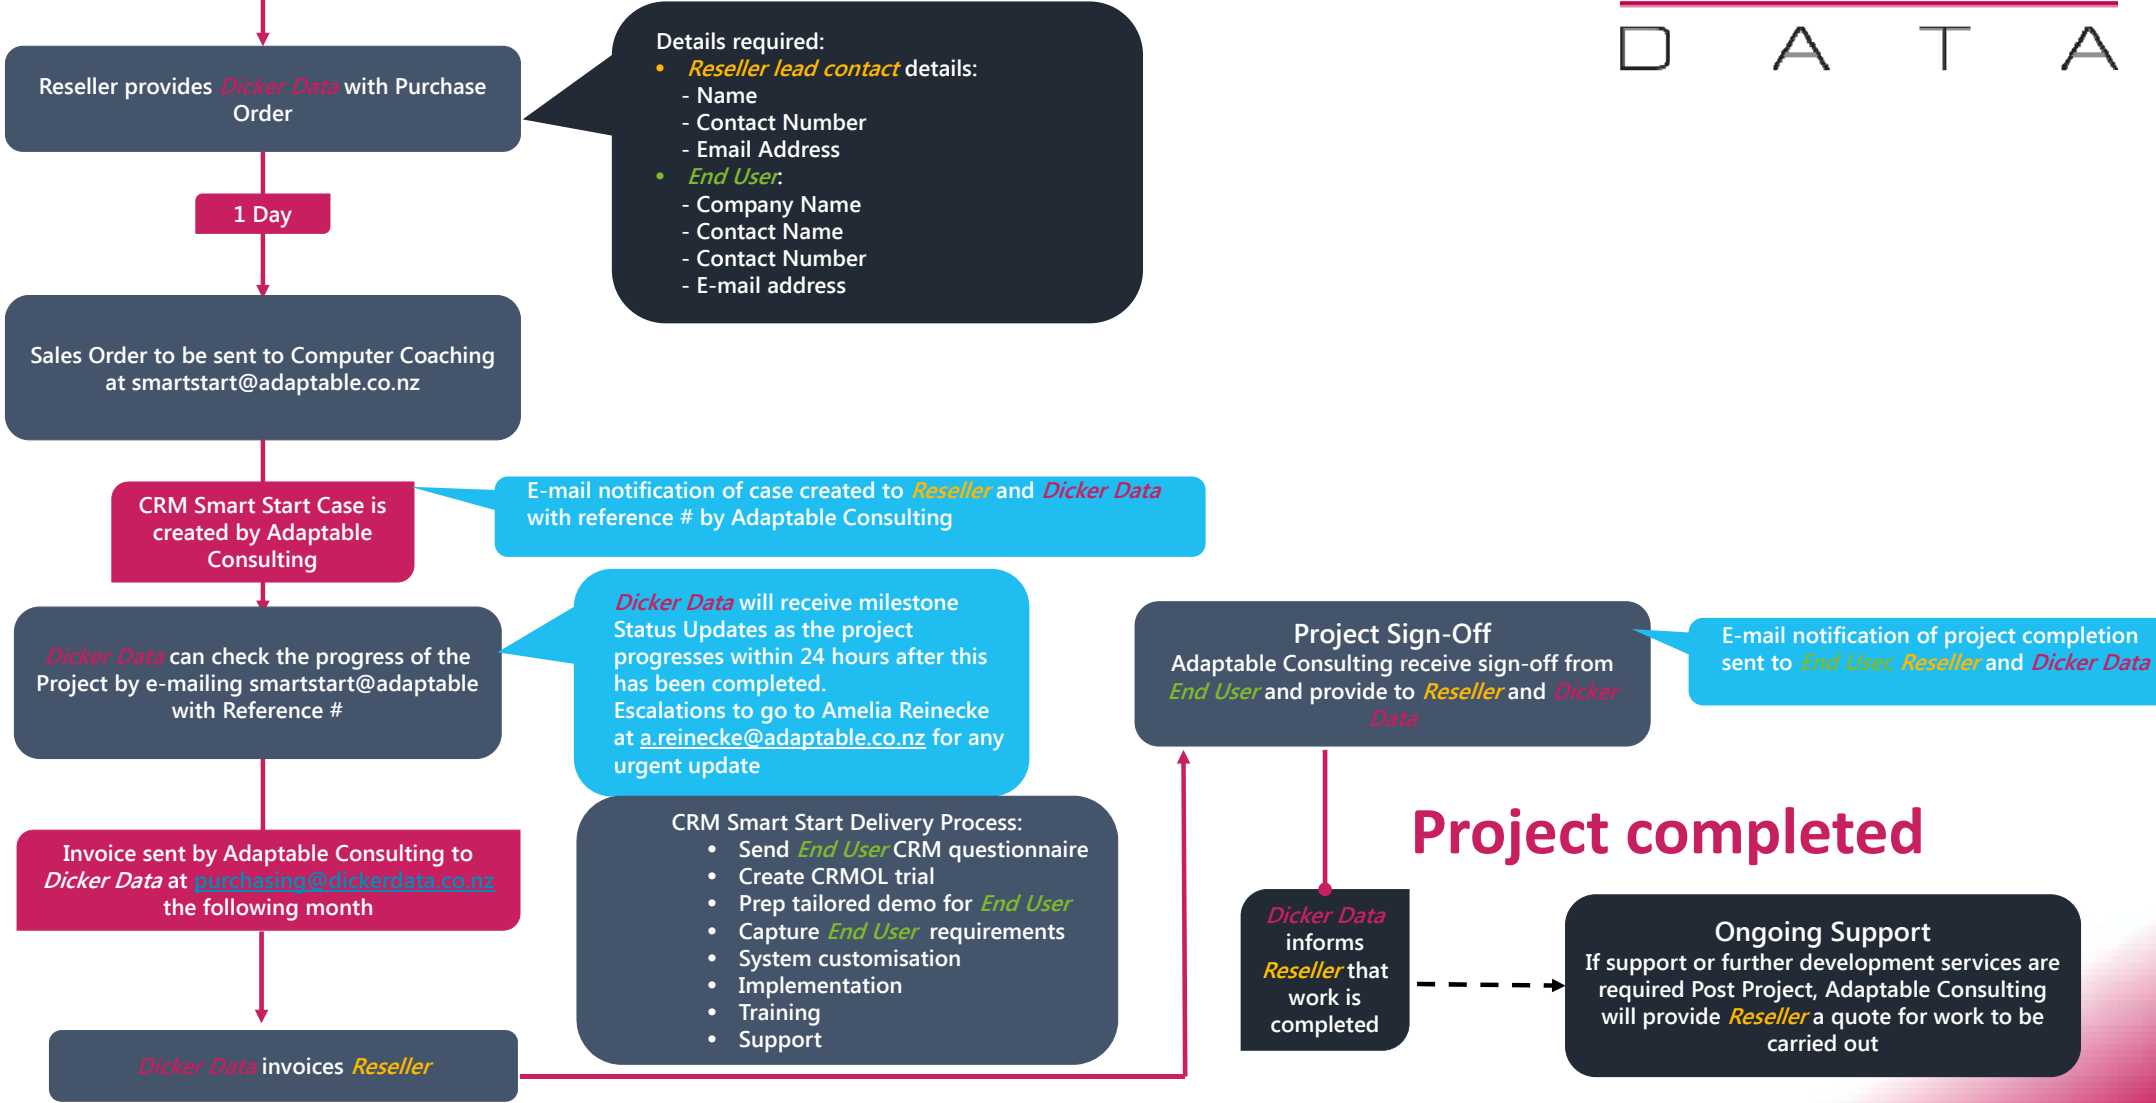 D A T A
Reseller provides Dicker Data with Purchase
Order
Details required:
• Reseller lead contact details:
- Name
- Contact Number
- Email Address
• End User:
- Company Name
- Contact Name
- Contact Number
- E-mail address
1 Day
Sales Order to be sent to Computer Coaching
at smartstart@adaptable.co.nz
CRM Smart Start Case is
created by Adaptable
Consulting
E-mail notification of case created to Reseller and Dicker Data
with reference # by Adaptable Consulting
Dicker Data can check the progress of the
Project by e-mailing smartstart@adaptable
with Reference #
Dicker Data will receive milestone
Status Updates as the project
progresses within 24 hours after this
has been completed.
Escalations to go to Amelia Reinecke
at a.reinecke@adaptable.co.nz for any
urgent update
Invoice sent by Adaptable Consulting to
Dicker Data at purchasing@dickerdata.co.nz
the following month
Dicker Data invoices Reseller
CRM Smart Start Delivery Process:
• Send End User CRM questionnaire
• Create CRMOL trial
• Prep tailored demo for End User
• Capture End User requirements
• System customisation
• Implementation
• Training
• Support
Project Sign-Off
Adaptable Consulting receive sign-off from
End User and provide to Reseller and Dicker
Data
E-mail notification of project completion
sent to End User, Reseller and Dicker Data
Project completed
Dicker Data
informs
Reseller that
work is
completed
Ongoing Support
If support or further development services are
required Post Project, Adaptable Consulting
will provide Reseller a quote for work to be
carried out